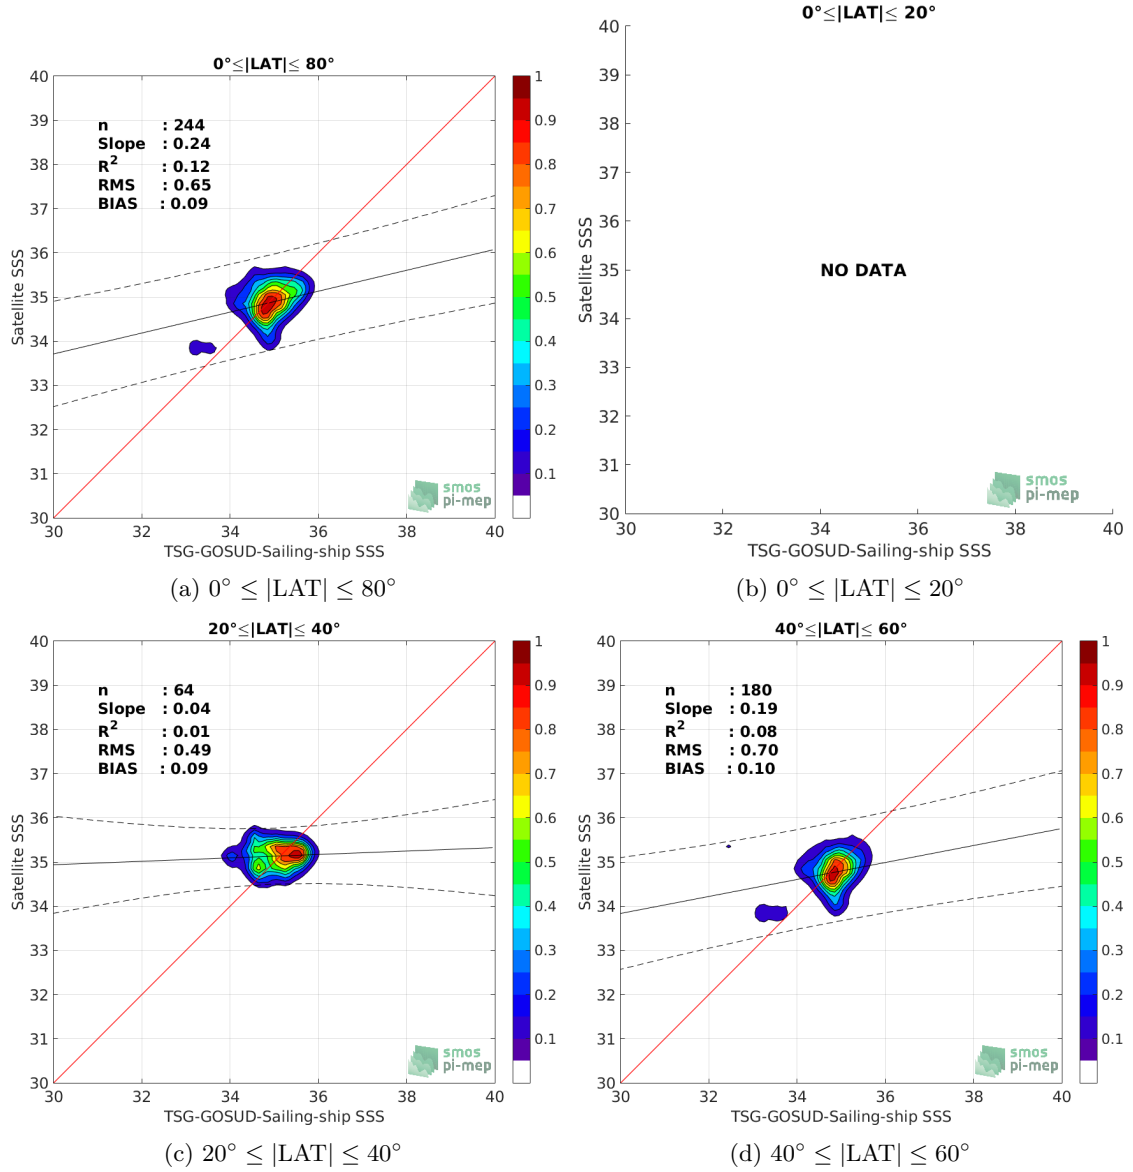 0°≤|LAT|≤ 80°
40
39
38
37
36
35
34
33
32
31
30
Satellite SSS
n : 244
Slope : 0.24
R² : 0.12
RMS : 0.65
BIAS : 0.09
1
0.9
0.8
0.7
0.6
0.5
0.4
0.3
0.2
0.1
smos
pi-mep
30 32 34 36 38 40
TSG-GOSUD-Sailing-ship SSS
(a) 0° ≤ |LAT| ≤ 80°
0°≤|LAT|≤ 20°
40
39
38
37
36
35
34
33
32
31
30
Satellite SSS
NO DATA
smos
pi-mep
30 32 34 36 38 40
TSG-GOSUD-Sailing-ship SSS
(b) 0° ≤ |LAT| ≤ 20°
20°≤|LAT|≤ 40°
40
39
38
37
36
35
34
33
32
31
30
Satellite SSS
n : 64
Slope : 0.04
R² : 0.01
RMS : 0.49
BIAS : 0.09
1
0.9
0.8
0.7
0.6
0.5
0.4
0.3
0.2
0.1
smos
pi-mep
30 32 34 36 38 40
TSG-GOSUD-Sailing-ship SSS
(c) 20° ≤ |LAT| ≤ 40°
40°≤|LAT|≤ 60°
40
39
38
37
36
35
34
33
32
31
30
Satellite SSS
n : 180
Slope : 0.19
R² : 0.08
RMS : 0.70
BIAS : 0.10
1
0.9
0.8
0.7
0.6
0.5
0.4
0.3
0.2
0.1
smos
pi-mep
30 32 34 36 38 40
TSG-GOSUD-Sailing-ship SSS
(d) 40° ≤ |LAT| ≤ 60°